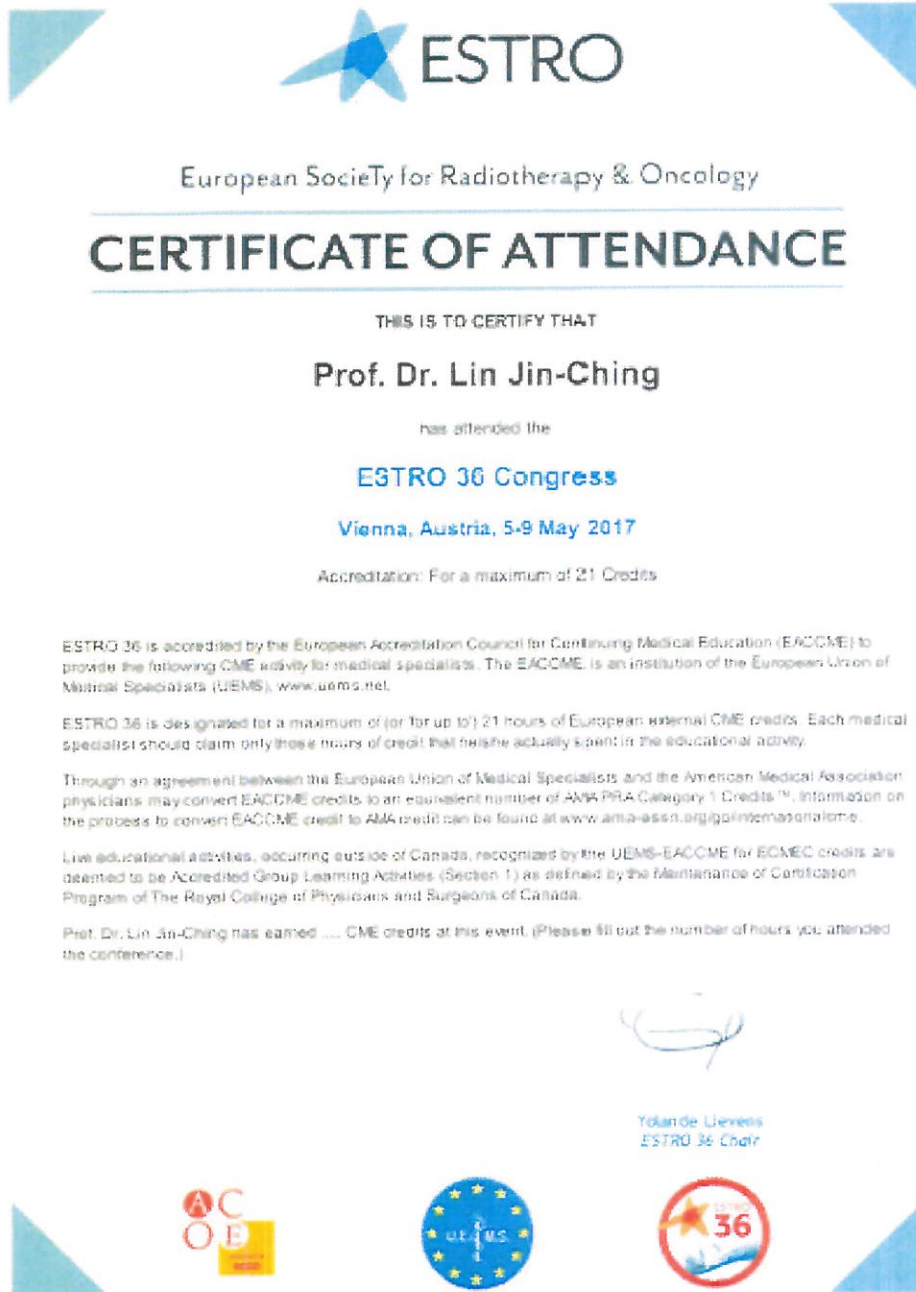 ESTRO
European SocieTy for Radiotherapy & Oncology
CERTIFICATE OF ATTENDANCE
THIS IS TO CERTIFY THAT
Prof. Dr. Lin Jin-Ching
has attended the
ESTRO 36 Congress
Vienna, Austria, 5-9 May 2017
Accreditation: For a maximum of 21 Credits
ESTRO 36 is accredited by the European Accreditation Council for Continuing Medical Education (EACCME) to
provide the following CME activity for medical specialists. The EACCME, is an institution of the European Union of
Medical Specialists (UEMS), www.uems.net.
ESTRO 36 is designated for a maximum of (or 'for up to') 21 hours of European external CME credits. Each medical
specialist should claim only those hours of credit that he/she actually spent in the educational activity.
Through an agreement between the European Union of Medical Specialists and the American Medical Association
physicians may convert EACCME credits to an equivalent number of AMA PRA Category 1 Credits™. Information on
the process to convert EACCME credit to AMA credit can be found at www.ama-assn.org/go/internationalcme.
Live educational activities, occurring outside of Canada, recognized by the UEMS-EACCME for ECMEC credits are
deemed to be Accredited Group Learning Activities (Section 1) as defined by the Maintenance of Certification
Program of The Royal College of Physicians and Surgeons of Canada.
Prof. Dr. Lin Jin-Ching has earned .... CME credits at this event. (Please fill out the number of hours you attended
the conference.)
Yolande Lievens
ESTRO 36 Chair
ACOE
U.E.M.S.
ESTRO
36